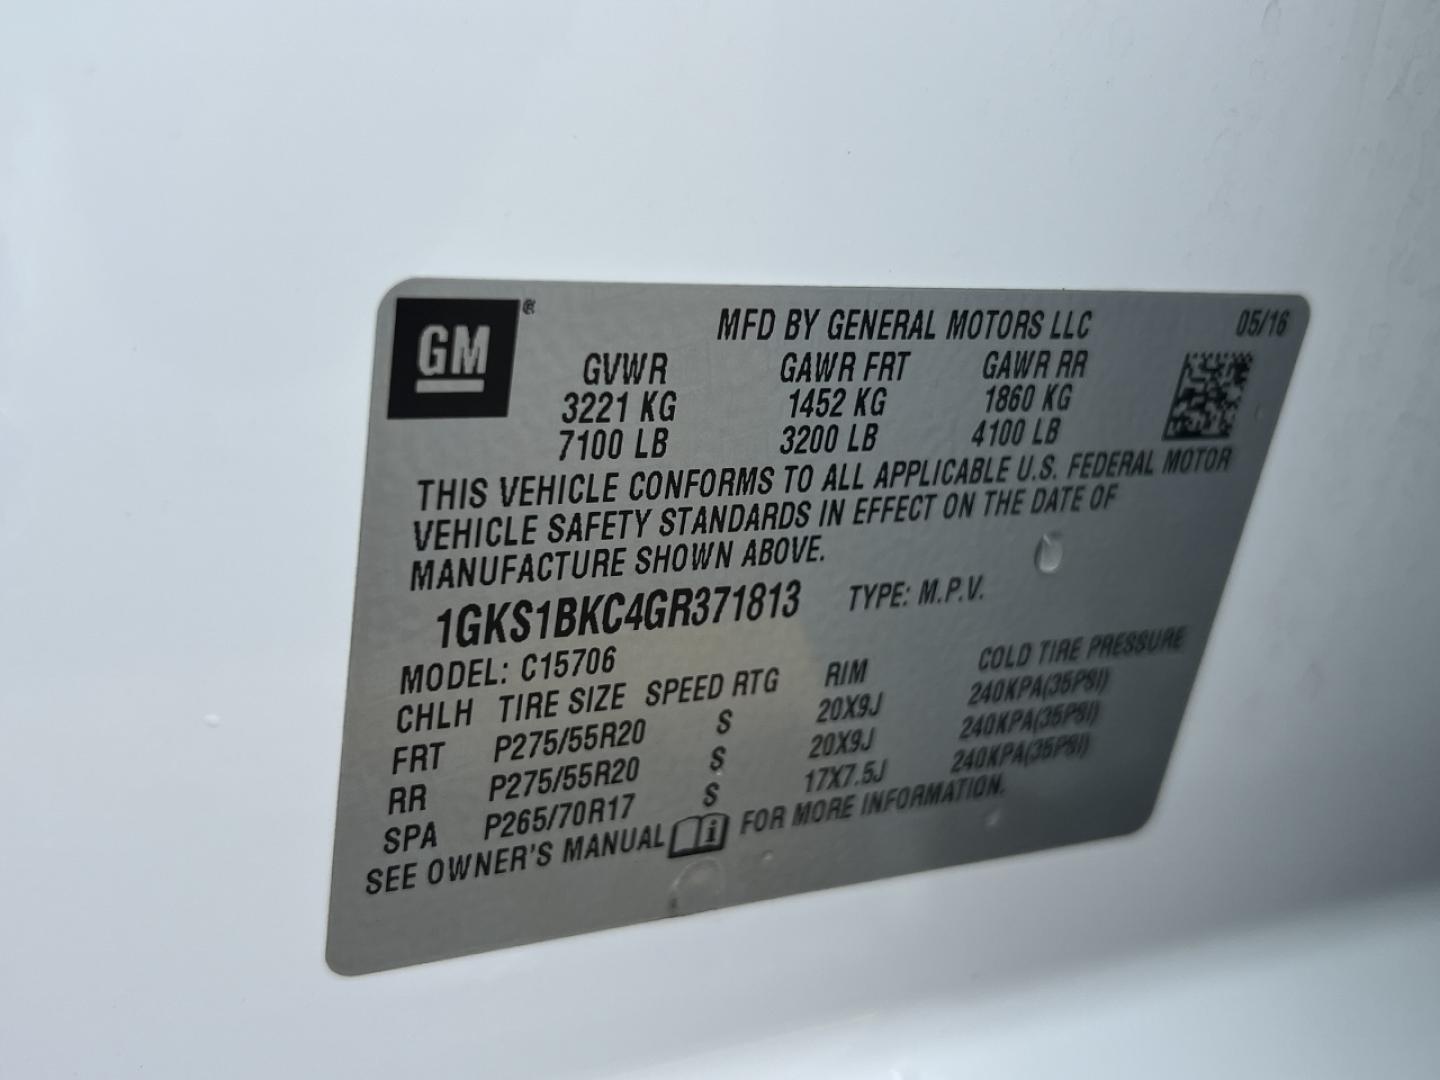 GM ®
MFD BY GENERAL MOTORS LLC 05/16
GVWR GAWR FRT GAWR RR
3221 KG 1452 KG 1860 KG
7100 LB 3200 LB 4100 LB
THIS VEHICLE CONFORMS TO ALL APPLICABLE U.S. FEDERAL MOTOR
VEHICLE SAFETY STANDARDS IN EFFECT ON THE DATE OF
MANUFACTURE SHOWN ABOVE.
1GKS1BKC4GR371813 TYPE: M.P.V.
MODEL: C15706
CHLH TIRE SIZE SPEED RTG RIM COLD TIRE PRESSURE
FRT P275/55R20 S 20X9J 240KPA(35PSI)
RR P275/55R20 S 20X9J 240KPA(35PSI)
SPA P265/70R17 S 17X7.5J 240KPA(35PSI)
SEE OWNER'S MANUAL i FOR MORE INFORMATION.